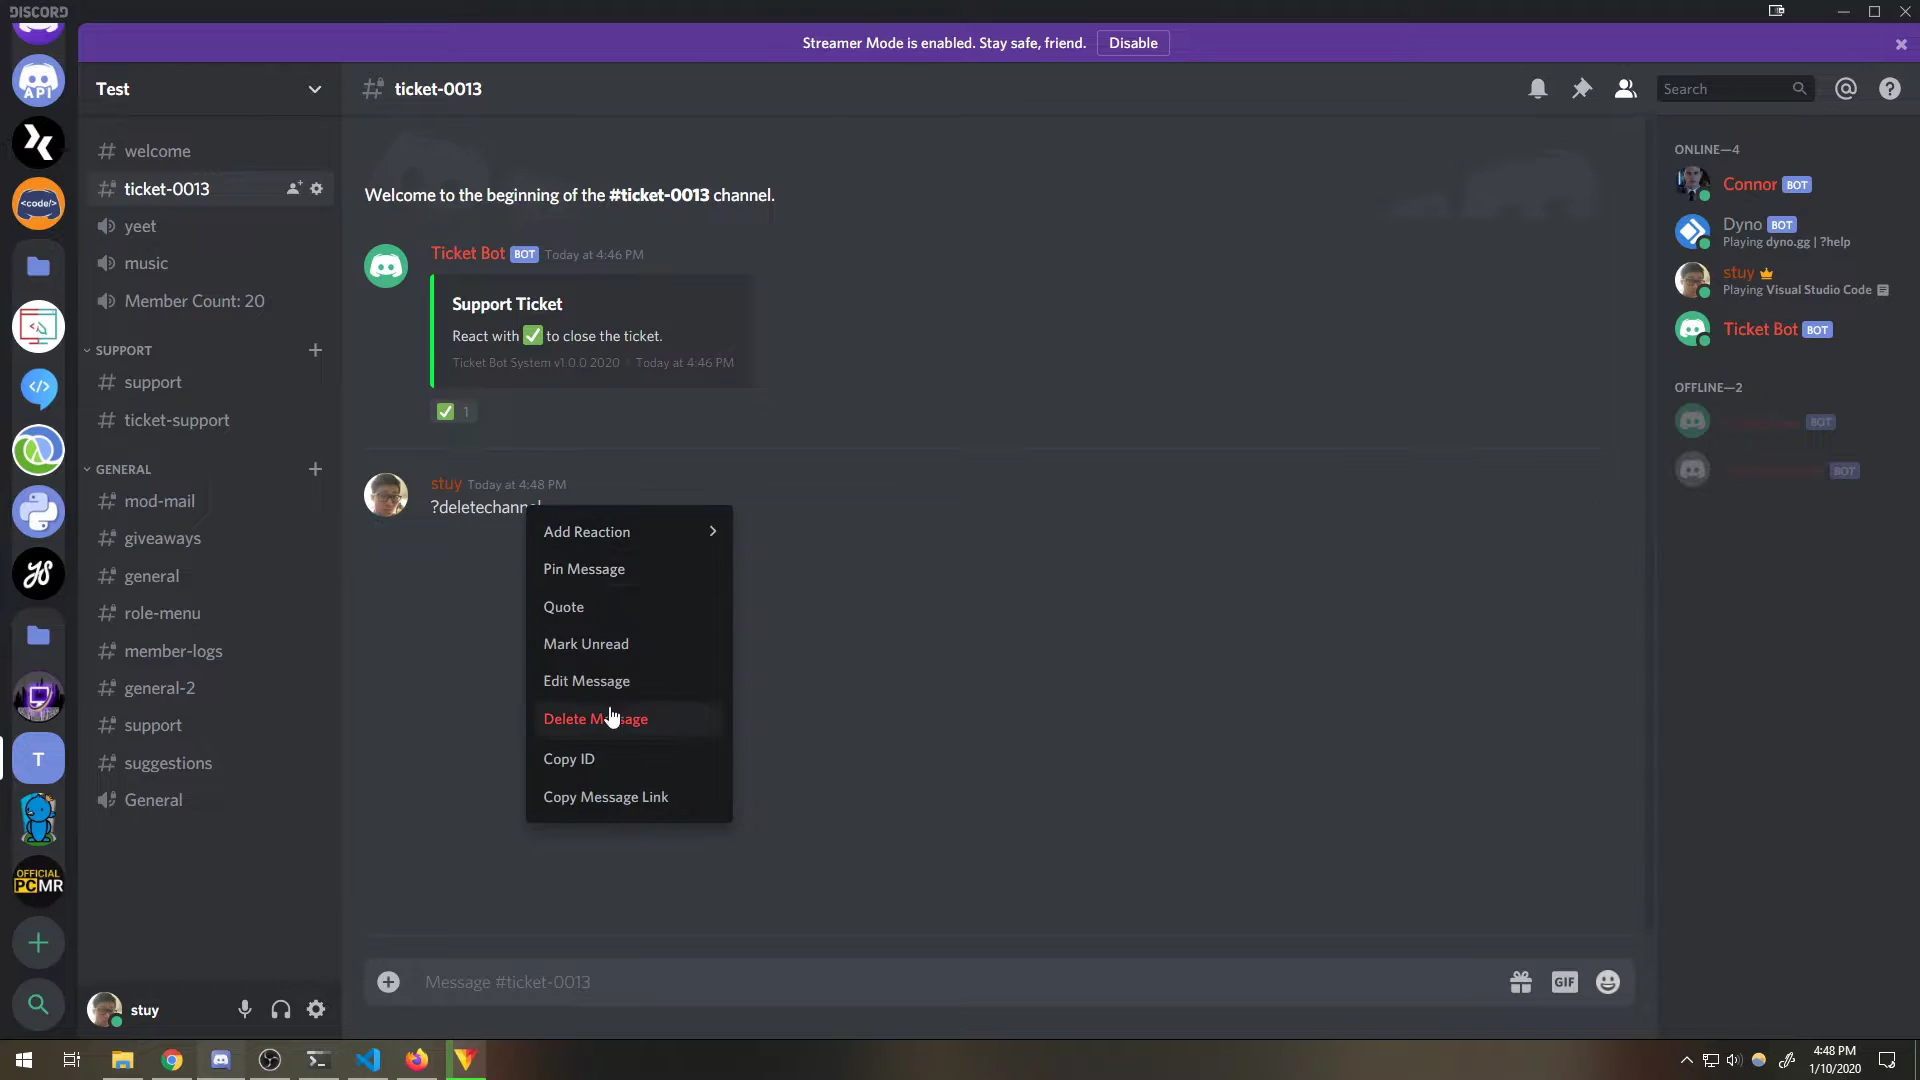 DISCORD
Streamer Mode is enabled. Stay safe, friend. Disable
API
<code/>
</>
JS
T
OFFICIAL
PCMR
Test
welcome
ticket-0013
yeet
music
Member Count: 20
SUPPORT
support
ticket-support
GENERAL
mod-mail
giveaways
general
role-menu
member-logs
general-2
support
suggestions
General
stuy
ticket-0013
Search
Welcome to the beginning of the #ticket-0013 channel.
Ticket Bot BOT Today at 4:46 PM
Support Ticket
React with ✅ to close the ticket.
Ticket Bot System v1.0.0 2020 · Today at 4:46 PM
✅ 1
stuy Today at 4:48 PM
?deletechannel
Add Reaction
Pin Message
Quote
Mark Unread
Edit Message
Delete Message
Copy ID
Copy Message Link
Message #ticket-0013
GIF
ONLINE—4
Connor BOT
Dyno BOT
Playing dyno.gg | ?help
stuy
Playing Visual Studio Code
Ticket Bot BOT
OFFLINE—2
BOT
BOT
4:48 PM
1/10/2020